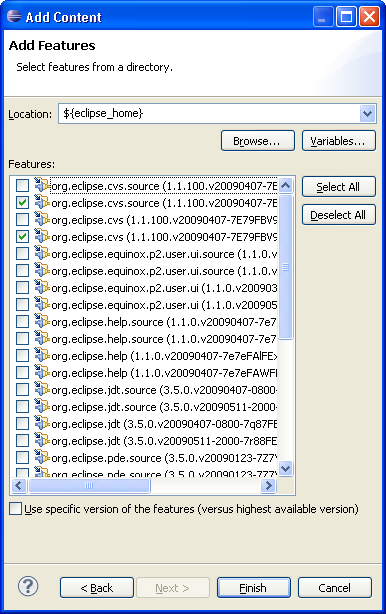 Add Content
Add Features
Select features from a directory.
Location: ${eclipse_home}
Browse... Variables...
Features:
org.eclipse.cvs.source (1.1.100.v20090407-7E
org.eclipse.cvs.source (1.1.100.v20090407-7E
org.eclipse.cvs (1.1.100.v20090407-7E79FBV9
org.eclipse.cvs (1.1.100.v20090407-7E79FBV9
org.eclipse.equinox.p2.user.ui.source (1.1.0.v
org.eclipse.equinox.p2.user.ui.source (1.1.0.v
org.eclipse.equinox.p2.user.ui (1.1.0.v200903
org.eclipse.equinox.p2.user.ui (1.1.0.v200905
org.eclipse.help.source (1.1.0.v20090407-7e7
org.eclipse.help.source (1.1.0.v20090407-7e7
org.eclipse.help (1.1.0.v20090407-7e7eFAlFEx
org.eclipse.help (1.1.0.v20090407-7e7eFAWFI
org.eclipse.jdt.source (3.5.0.v20090407-0800-
org.eclipse.jdt.source (3.5.0.v20090511-2000-
org.eclipse.jdt (3.5.0.v20090407-0800-7q87FE
org.eclipse.jdt (3.5.0.v20090511-2000-7r88FE
org.eclipse.pde.source (3.5.0.v20090123-7Z7Y
org.eclipse.pde.source (3.5.0.v20090123-7Z7V
Select All
Deselect All
Use specific version of the features (versus highest available version)
? < Back Next > Finish Cancel